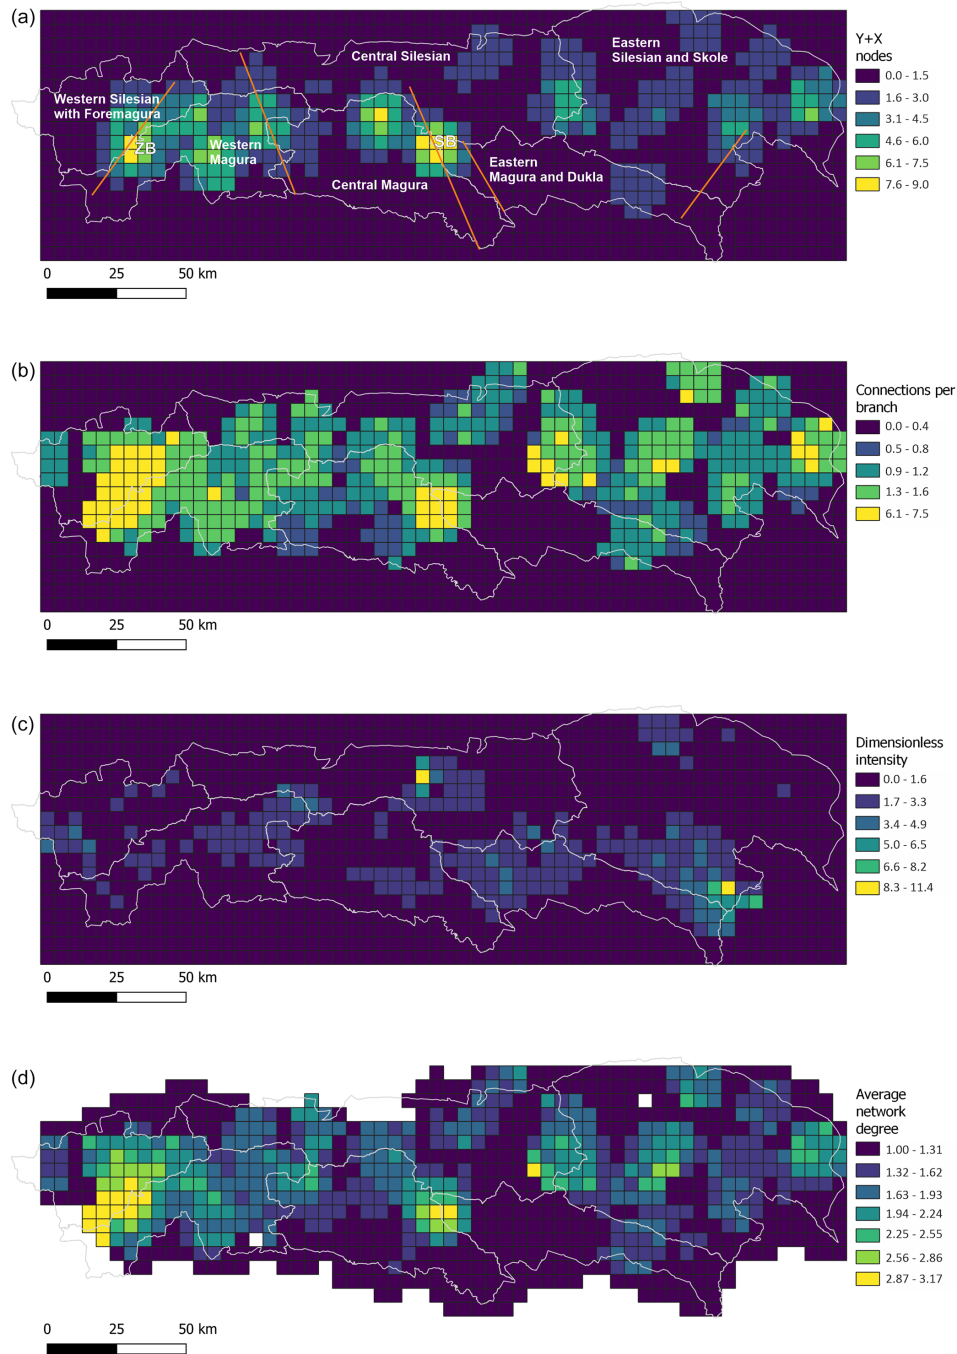 (a)
Central Silesian
Eastern
Silesian and Skole
Western Silesian
with Foremagura
ZB
Western
Magura
SB
Central Magura
Eastern
Magura and Dukla
Y+X
nodes
0.0 - 1.5
1.6 - 3.0
3.1 - 4.5
4.6 - 6.0
6.1 - 7.5
7.6 - 9.0
0 25 50 km
(b)
Connections per
branch
0.0 - 0.4
0.5 - 0.8
0.9 - 1.2
1.3 - 1.6
6.1 - 7.5
0 25 50 km
(c)
Dimensionless
intensity
0.0 - 1.6
1.7 - 3.3
3.4 - 4.9
5.0 - 6.5
6.6 - 8.2
8.3 - 11.4
0 25 50 km
(d)
Average
network
degree
1.00 - 1.31
1.32 - 1.62
1.63 - 1.93
1.94 - 2.24
2.25 - 2.55
2.56 - 2.86
2.87 - 3.17
0 25 50 km